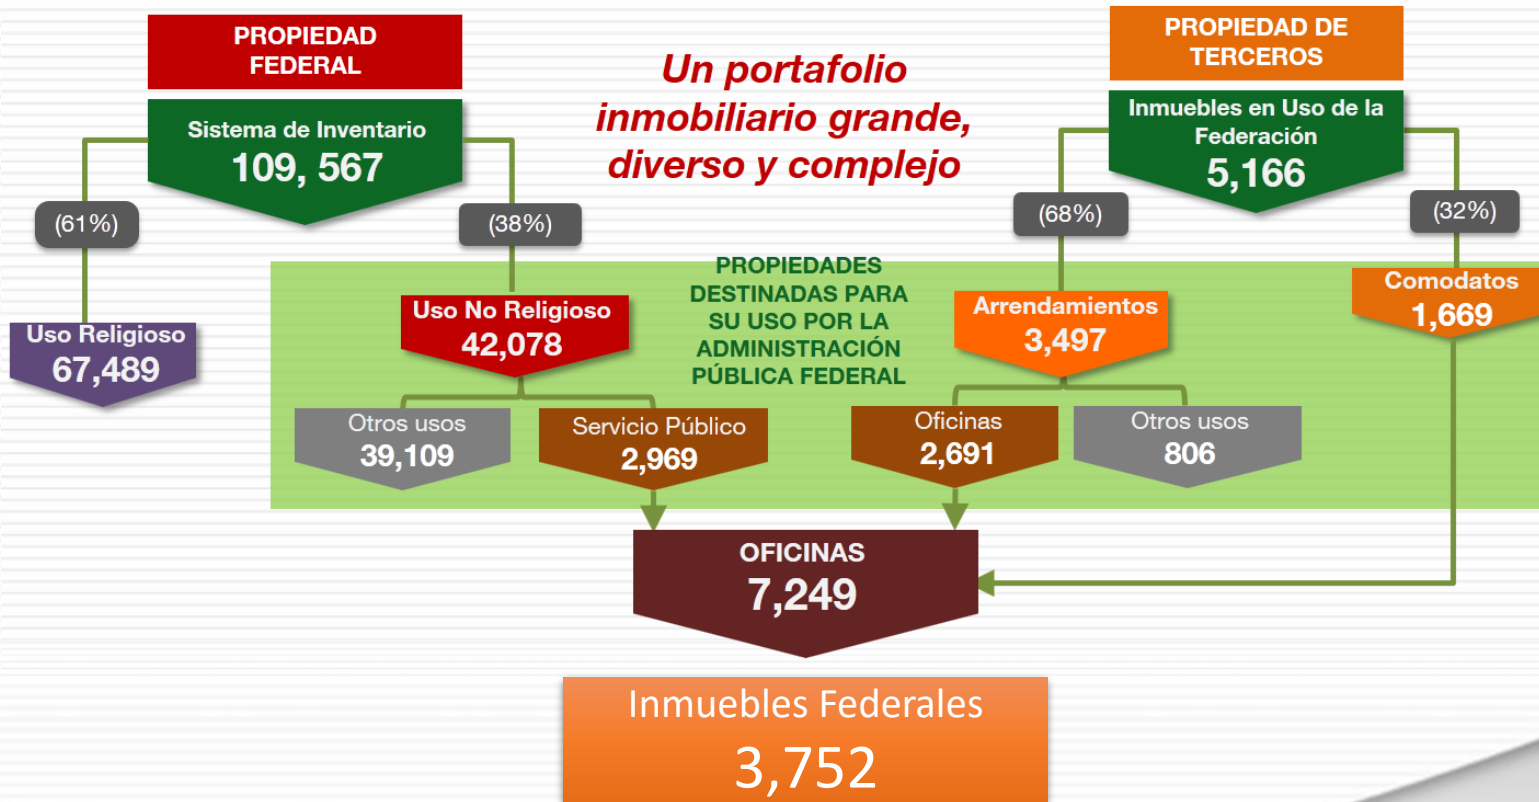 PROPIEDAD
FEDERAL
PROPIEDAD DE
TERCEROS
Un portafolio
inmobiliario grande,
diverso y complejo
Sistema de Inventario
109, 567
Inmuebles en Uso de la
Federación
5,166
(61%)
(38%)
(68%)
(32%)
PROPIEDADES
DESTINADAS PARA
SU USO POR LA
ADMINISTRACIÓN
PÚBLICA FEDERAL
Uso Religioso
67,489
Uso No Religioso
42,078
Arrendamientos
3,497
Comodatos
1,669
Otros usos
39,109
Servicio Público
2,969
Oficinas
2,691
Otros usos
806
OFICINAS
7,249
Inmuebles Federales
3,752